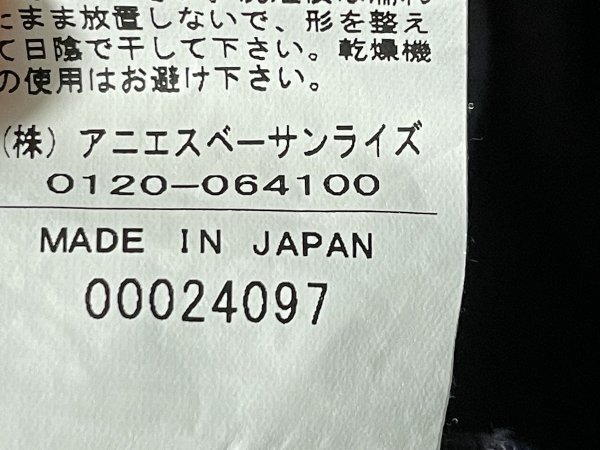 たまま放置しないで、形を整え
て日陰で干して下さい。乾燥機
の使用はお避け下さい。
(株) アニエスベーサンライズ
0120-064100
MADE IN JAPAN
00024097